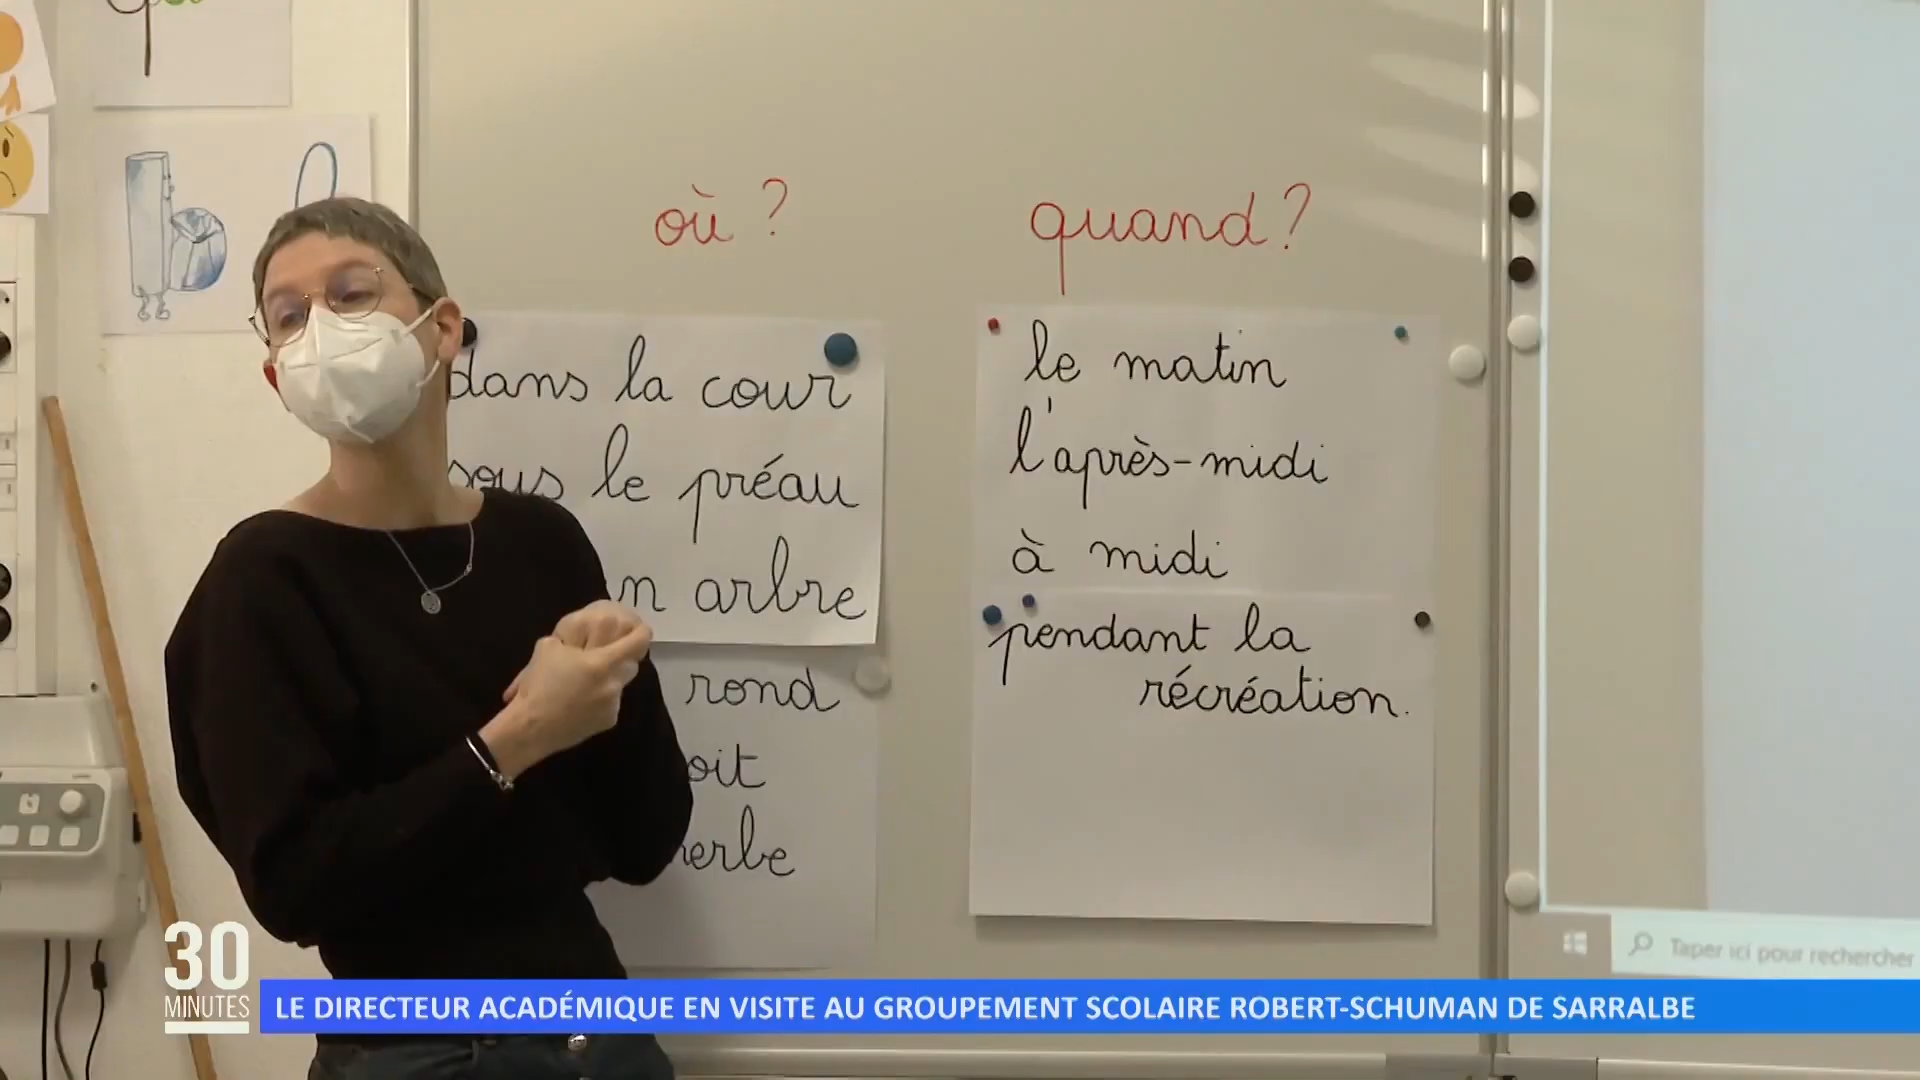 où ?
quand ?
dans la cour
sous le préau
arbre
rond
le matin
l'après-midi
à midi
pendant la
récréation.
Taper ici pour rechercher
30
MINUTES
LE DIRECTEUR ACADÉMIQUE EN VISITE AU GROUPEMENT SCOLAIRE ROBERT-SCHUMAN DE SARRALBE